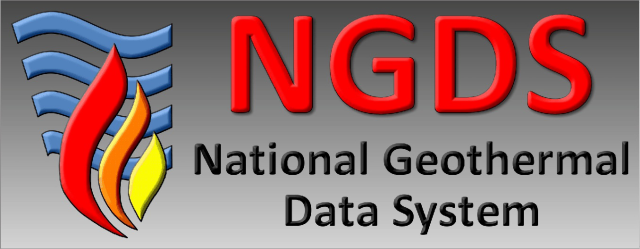 NGDS
National Geothermal
Data System